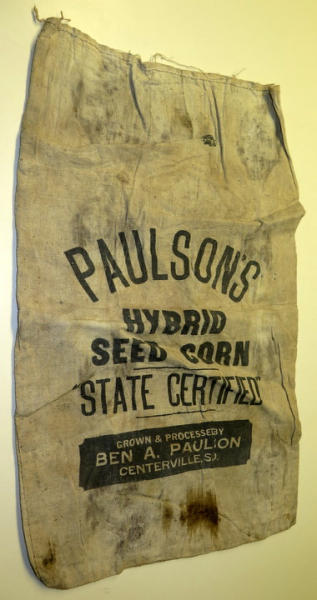 PAULSON'S
HYBRID
SEED CORN
"STATE CERTIFIED"
GROWN & PROCESSED BY
BEN A. PAULSON
CENTERVILLE, S.D.